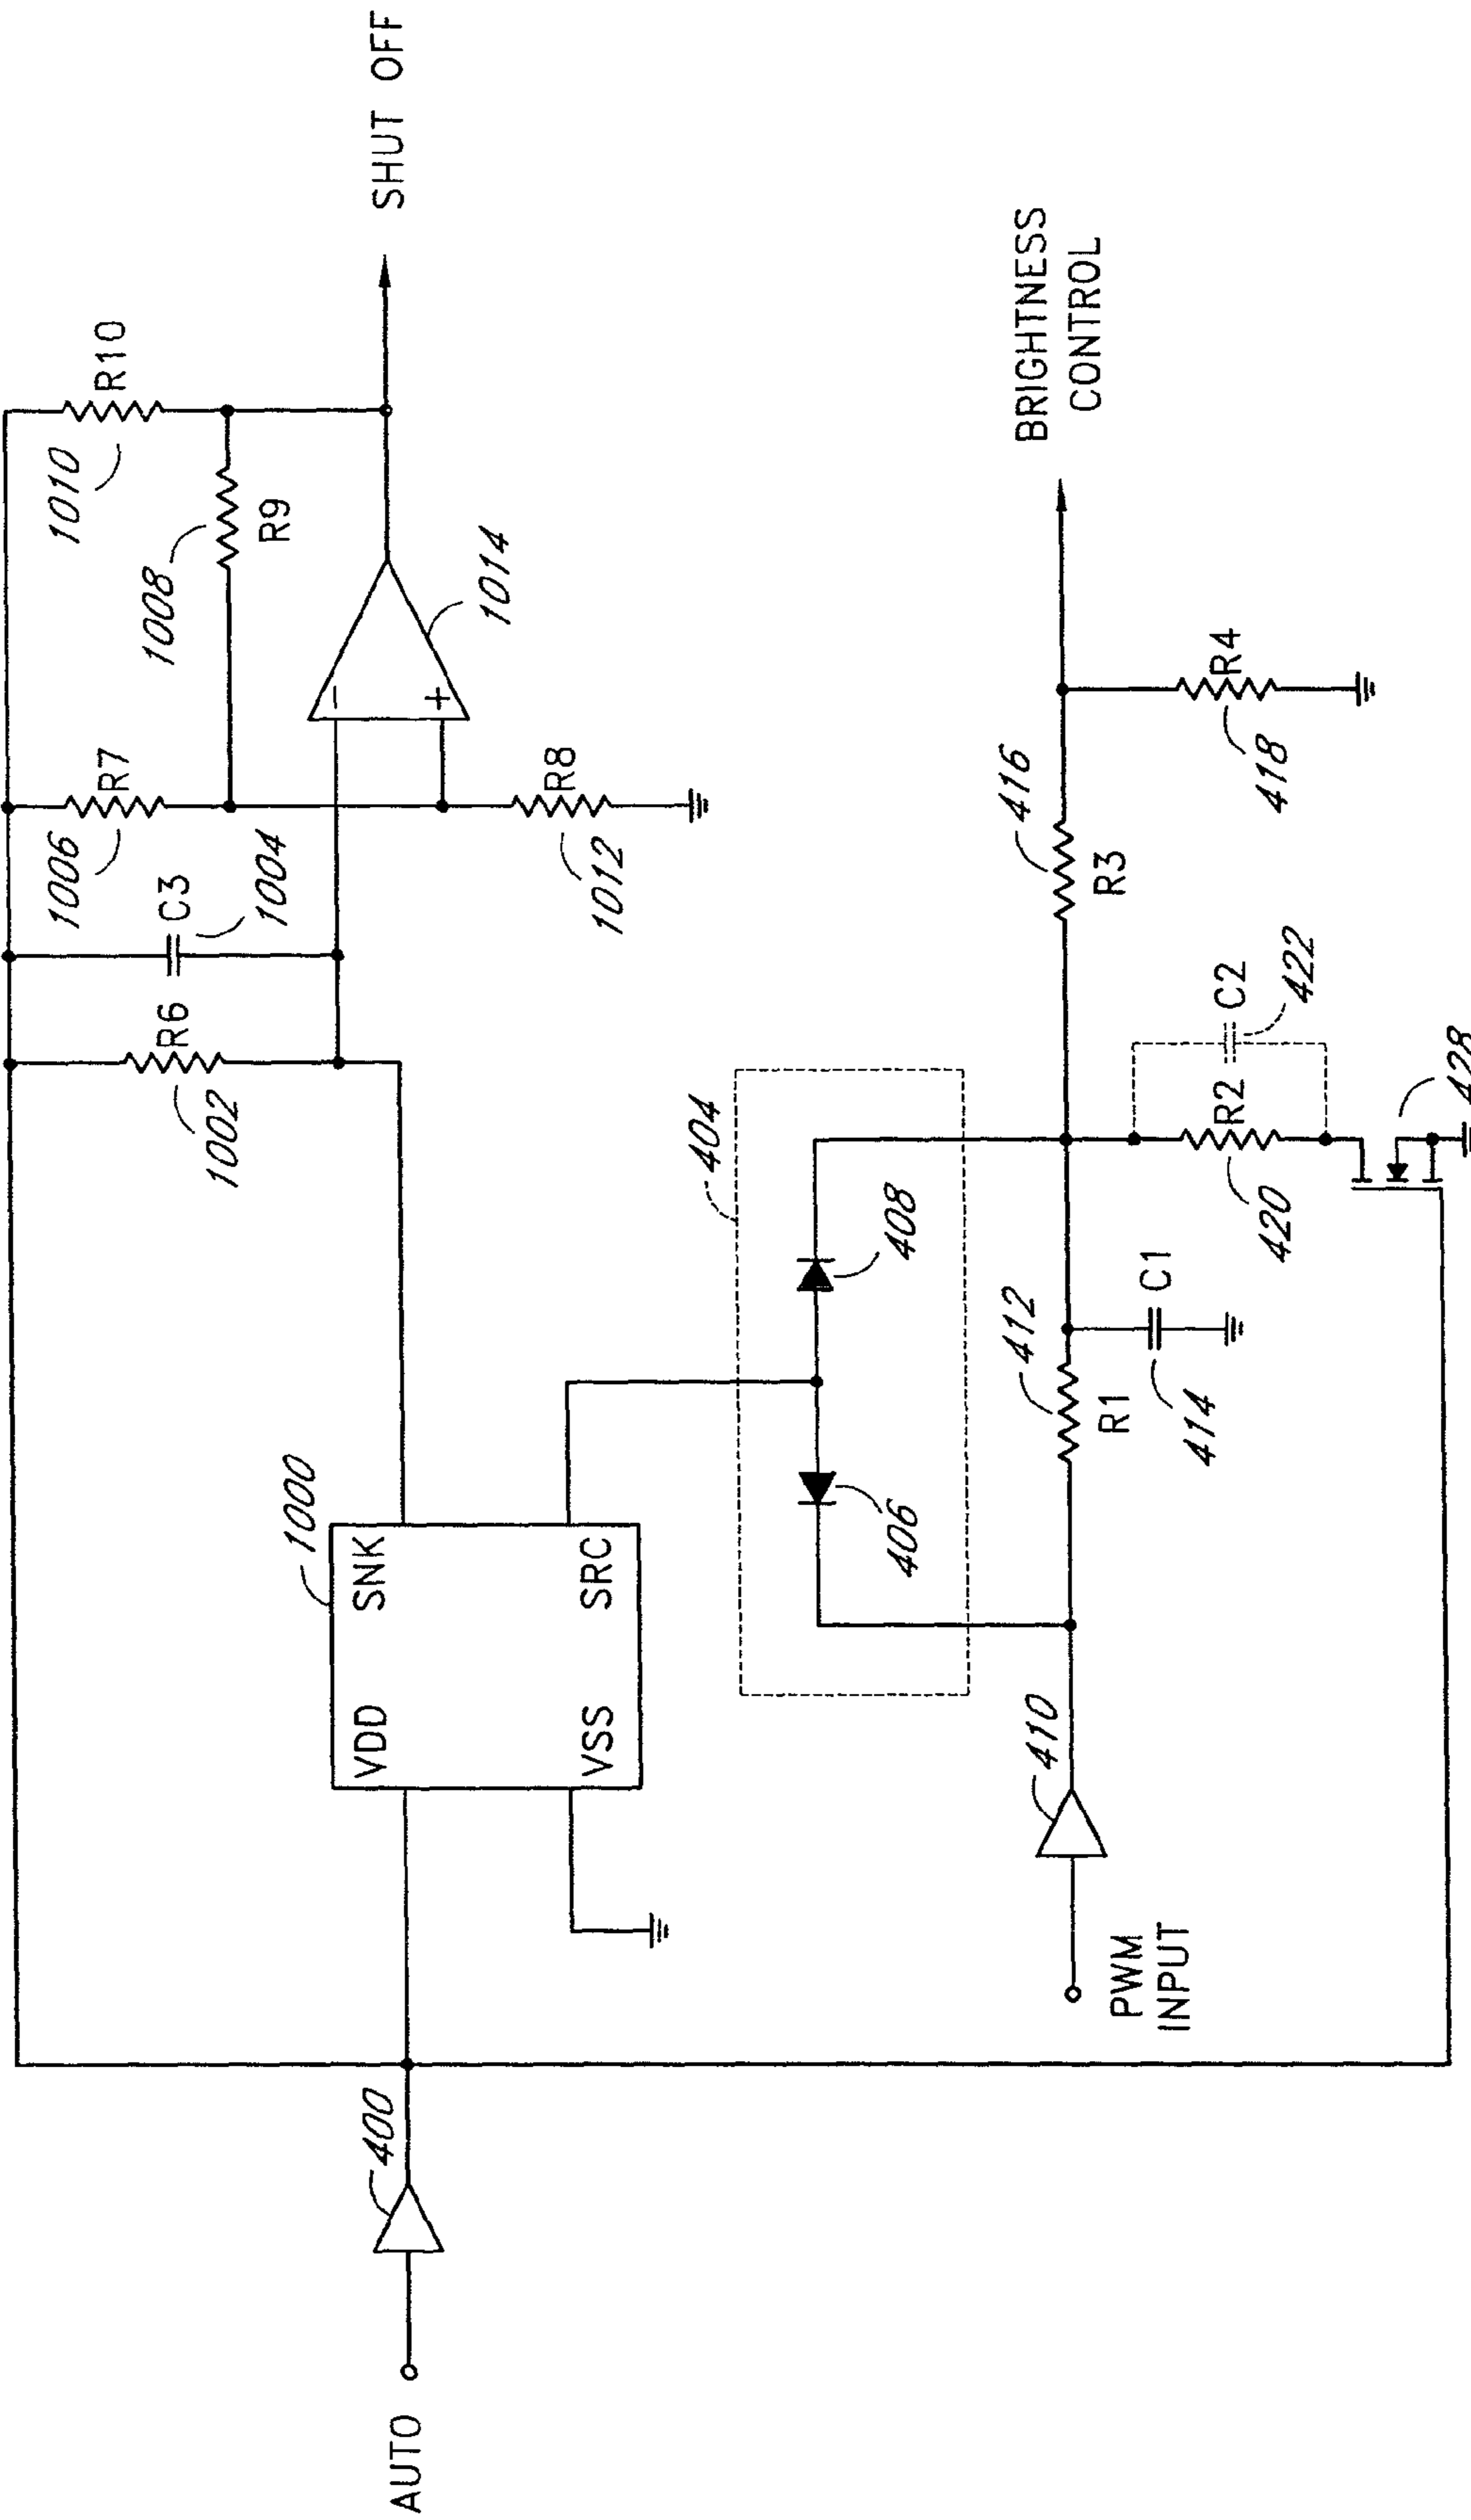 AUTO
400
1000
VDD
SNK
VSS
SRC
1002
R6
C3
1004
1006
R7
1008
R9
1010
R10
1014
−
+
R8
1012
SHUT OFF
404
406
408
PWM
INPUT
410
412
R1
C1
414
416
R3
R4
418
BRIGHTNESS
CONTROL
R2
420
C2
422
428